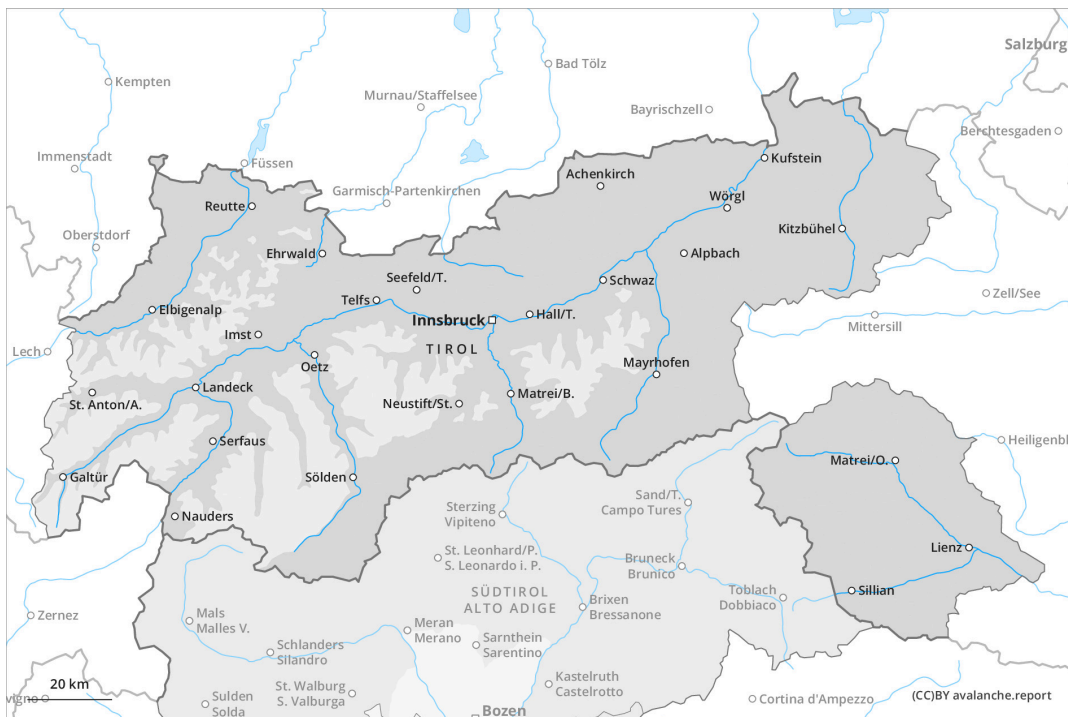 Salzburg
Bad Tölz
Kempten
Murnau/Staffelsee
Bayrischzell
Berchtesgaden
Immenstadt
Füssen
Kufstein
Achenkirch
Garmisch-Partenkirchen
Reutte
Wörgl
Kitzbühel
Oberstdorf
Ehrwald
Alpbach
Seefeld/T.
Schwaz
Zell/See
Telfs
Elbigenalp
Innsbruck
Hall/T.
Mittersill
Imst
TIROL
Lech
Oetz
Mayrhofen
Landeck
St. Anton/A.
Neustift/St.
Matrei/B.
Serfaus
Heiligenbl
Matrei/O.
Galtür
Sölden
Sand/T.
Campo Tures
Sterzing
Vipiteno
Nauders
Lienz
St. Leonhard/P.
S. Leonardo i. P.
Bruneck
Brunico
SÜDTIROL
ALTO ADIGE
Toblach
Dobbiaco
Sillian
Brixen
Bressanone
Zernez
Mals
Malles V.
Meran
Merano
Sarnthein
Sarentino
Schlanders
Silandro
Kastelruth
Castelrotto
20 km
vigno
St. Walburg
S. Valburga
Sulden
Solda
Cortina d'Ampezzo
(CC)BY avalanche.report
Bozen